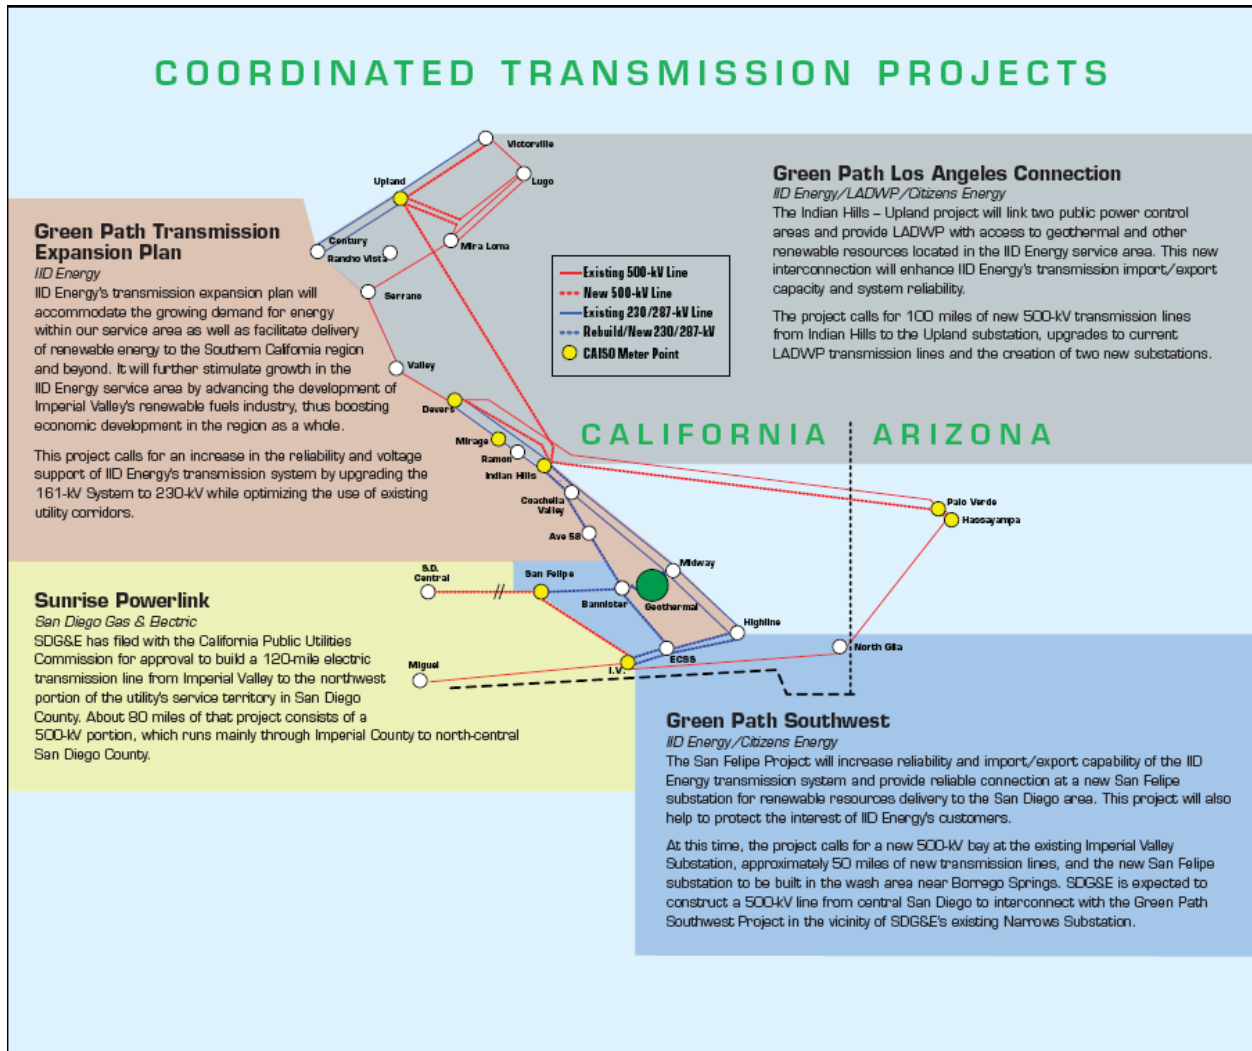 COORDINATED TRANSMISSION PROJECTS
Victorville
Lugo
Upland
Mira Loma
Century
Rancho Vista
Serrano
Valley
Devers
Mirage
Ramon
Indian Hills
Coachella
Valley
Ave 58
Midway
S.D.
Central
//
San Felipe
Bannister
Geothermal
Highline
ECSS
I.V.
Miguel
North Gila
Palo Verde
Hassayampa
CALIFORNIA
ARIZONA
Existing 500-kV Line
New 500-kV Line
Existing 230/287-kV Line
Rebuild/New 230/287-kV
CAISO Meter Point
Green Path Transmission
Expansion Plan
IID Energy
IID Energy's transmission expansion plan will
accommodate the growing demand for energy
within our service area as well as facilitate delivery
of renewable energy to the Southern California region
and beyond. It will further stimulate growth in the
IID Energy service area by advancing the development of
Imperial Valley's renewable fuels industry, thus boosting
economic development in the region as a whole.
This project calls for an increase in the reliability and voltage
support of IID Energy's transmission system by upgrading the
161-kV System to 230-kV while optimizing the use of existing
utility corridors.
Green Path Los Angeles Connection
IID Energy/LADWP/Citizens Energy
The Indian Hills – Upland project will link two public power control
areas and provide LADWP with access to geothermal and other
renewable resources located in the IID Energy service area. This new
interconnection will enhance IID Energy's transmission import/export
capacity and system reliability.
The project calls for 100 miles of new 500-kV transmission lines
from Indian Hills to the Upland substation, upgrades to current
LADWP transmission lines and the creation of two new substations.
Sunrise Powerlink
San Diego Gas & Electric
SDG&E has filed with the California Public Utilities
Commission for approval to build a 120-mile electric
transmission line from Imperial Valley to the northwest
portion of the utility's service territory in San Diego
County. About 80 miles of that project consists of a
500-kV portion, which runs mainly through Imperial County to north-central
San Diego County.
Green Path Southwest
IID Energy/Citizens Energy
The San Felipe Project will increase reliability and import/export capability of the IID
Energy transmission system and provide reliable connection at a new San Felipe
substation for renewable resources delivery to the San Diego area. This project will also
help to protect the interest of IID Energy's customers.
At this time, the project calls for a new 500-kV bay at the existing Imperial Valley
Substation, approximately 50 miles of new transmission lines, and the new San Felipe
substation to be built in the wash area near Borrego Springs. SDG&E is expected to
construct a 500-kV line from central San Diego to interconnect with the Green Path
Southwest Project in the vicinity of SDG&E's existing Narrows Substation.